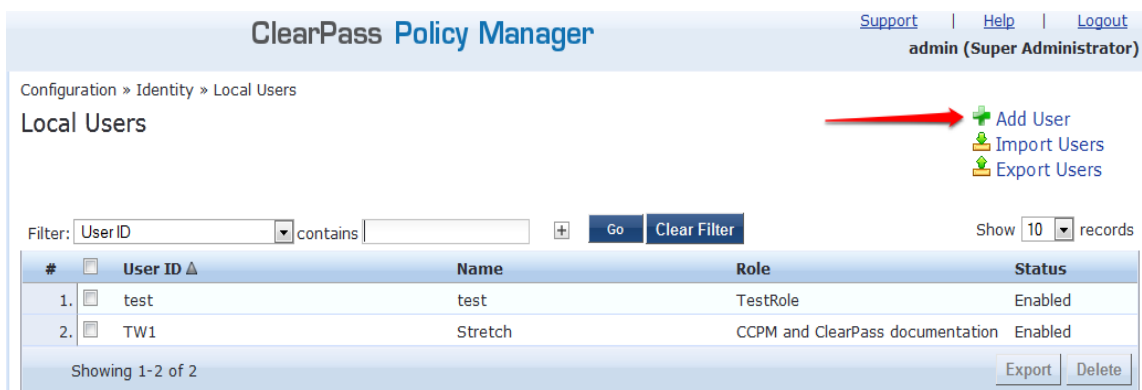 ClearPass Policy Manager
Support | Help | Logout
admin (Super Administrator)
Configuration » Identity » Local Users
Local Users
Add User
Import Users
Export Users
Filter: User ID contains + Go Clear Filter Show 10 records
# User ID Name Role Status
1. test test TestRole Enabled
2. TW1 Stretch CCPM and ClearPass documentation Enabled
Showing 1-2 of 2 Export Delete